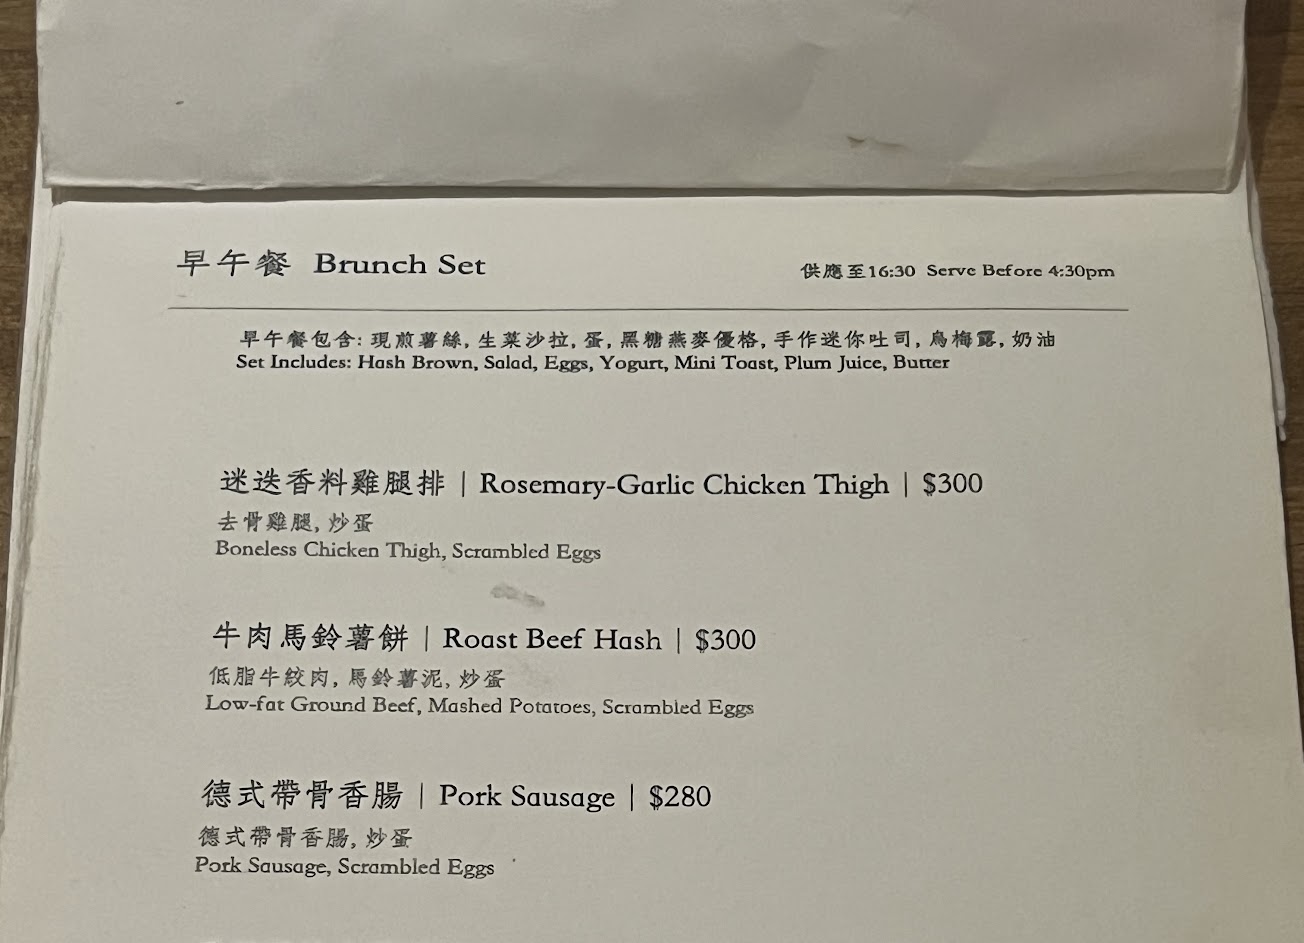 早午餐 Brunch Set
供應至16:30 Serve Before 4:30pm
早午餐包含: 現煎薯絲, 生菜沙拉, 蛋, 黑糖燕麥優格, 手作迷你吐司, 烏梅露, 奶油
Set Includes: Hash Brown, Salad, Eggs, Yogurt, Mini Toast, Plum Juice, Butter
迷迭香料雞腿排 | Rosemary-Garlic Chicken Thigh | $300
去骨雞腿, 炒蛋
Boneless Chicken Thigh, Scrambled Eggs
牛肉馬鈴薯餅 | Roast Beef Hash | $300
低脂牛絞肉, 馬鈴薯泥, 炒蛋
Low-fat Ground Beef, Mashed Potatoes, Scrambled Eggs
德式帶骨香腸 | Pork Sausage | $280
德式帶骨香腸, 炒蛋
Pork Sausage, Scrambled Eggs